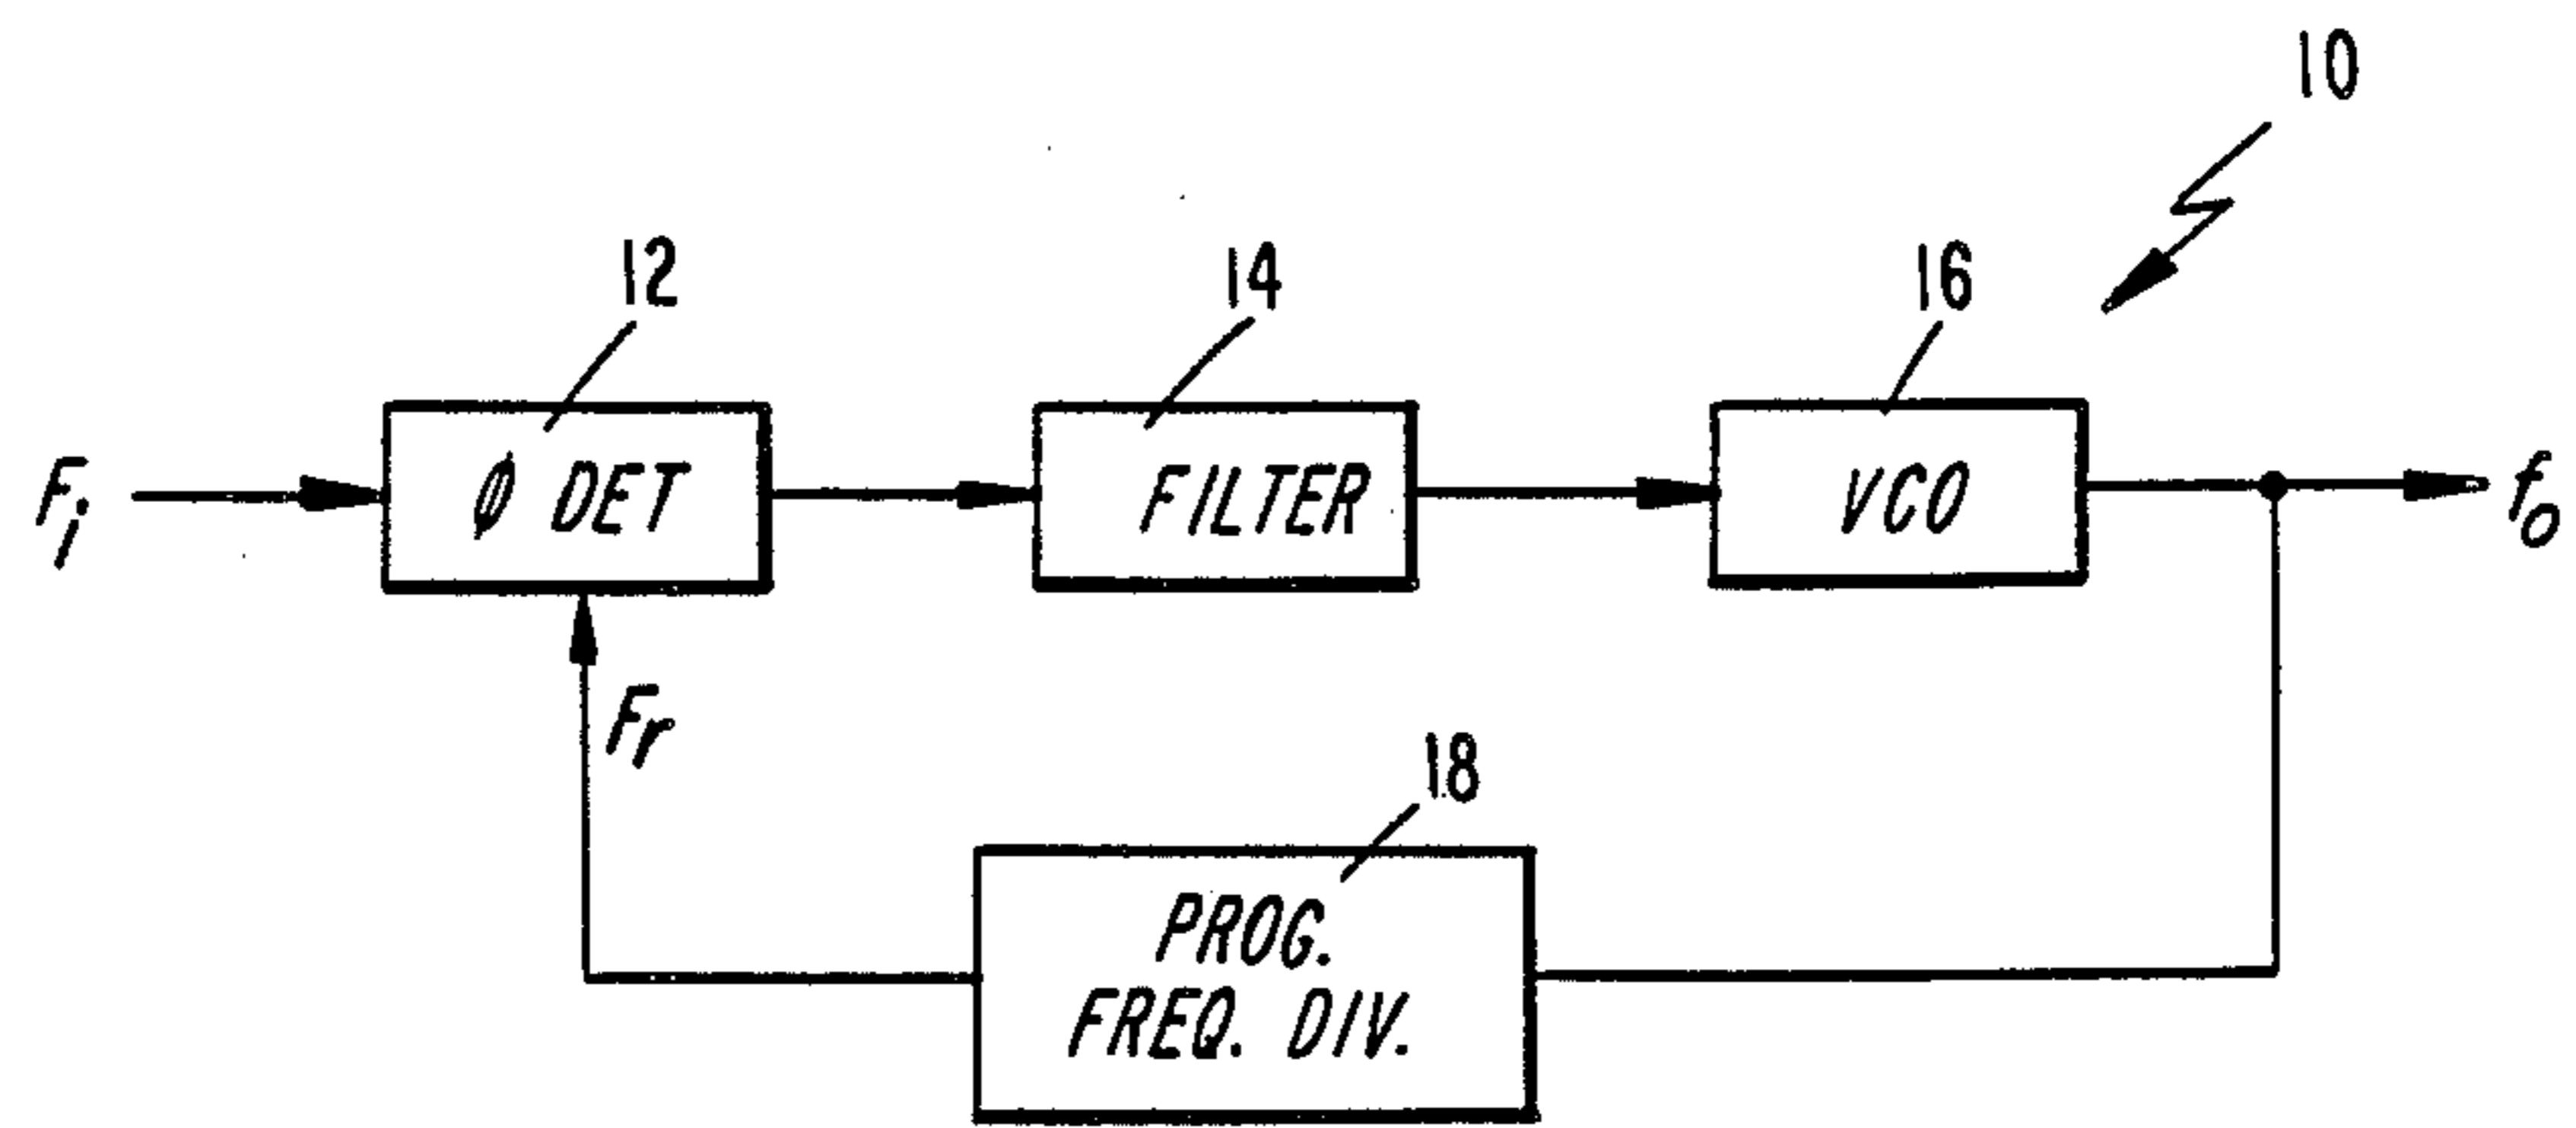 10
12
14
16
Fi
Ø DET
FILTER
VCO
fo
Fr
18
PROG.
FREQ. DIV.